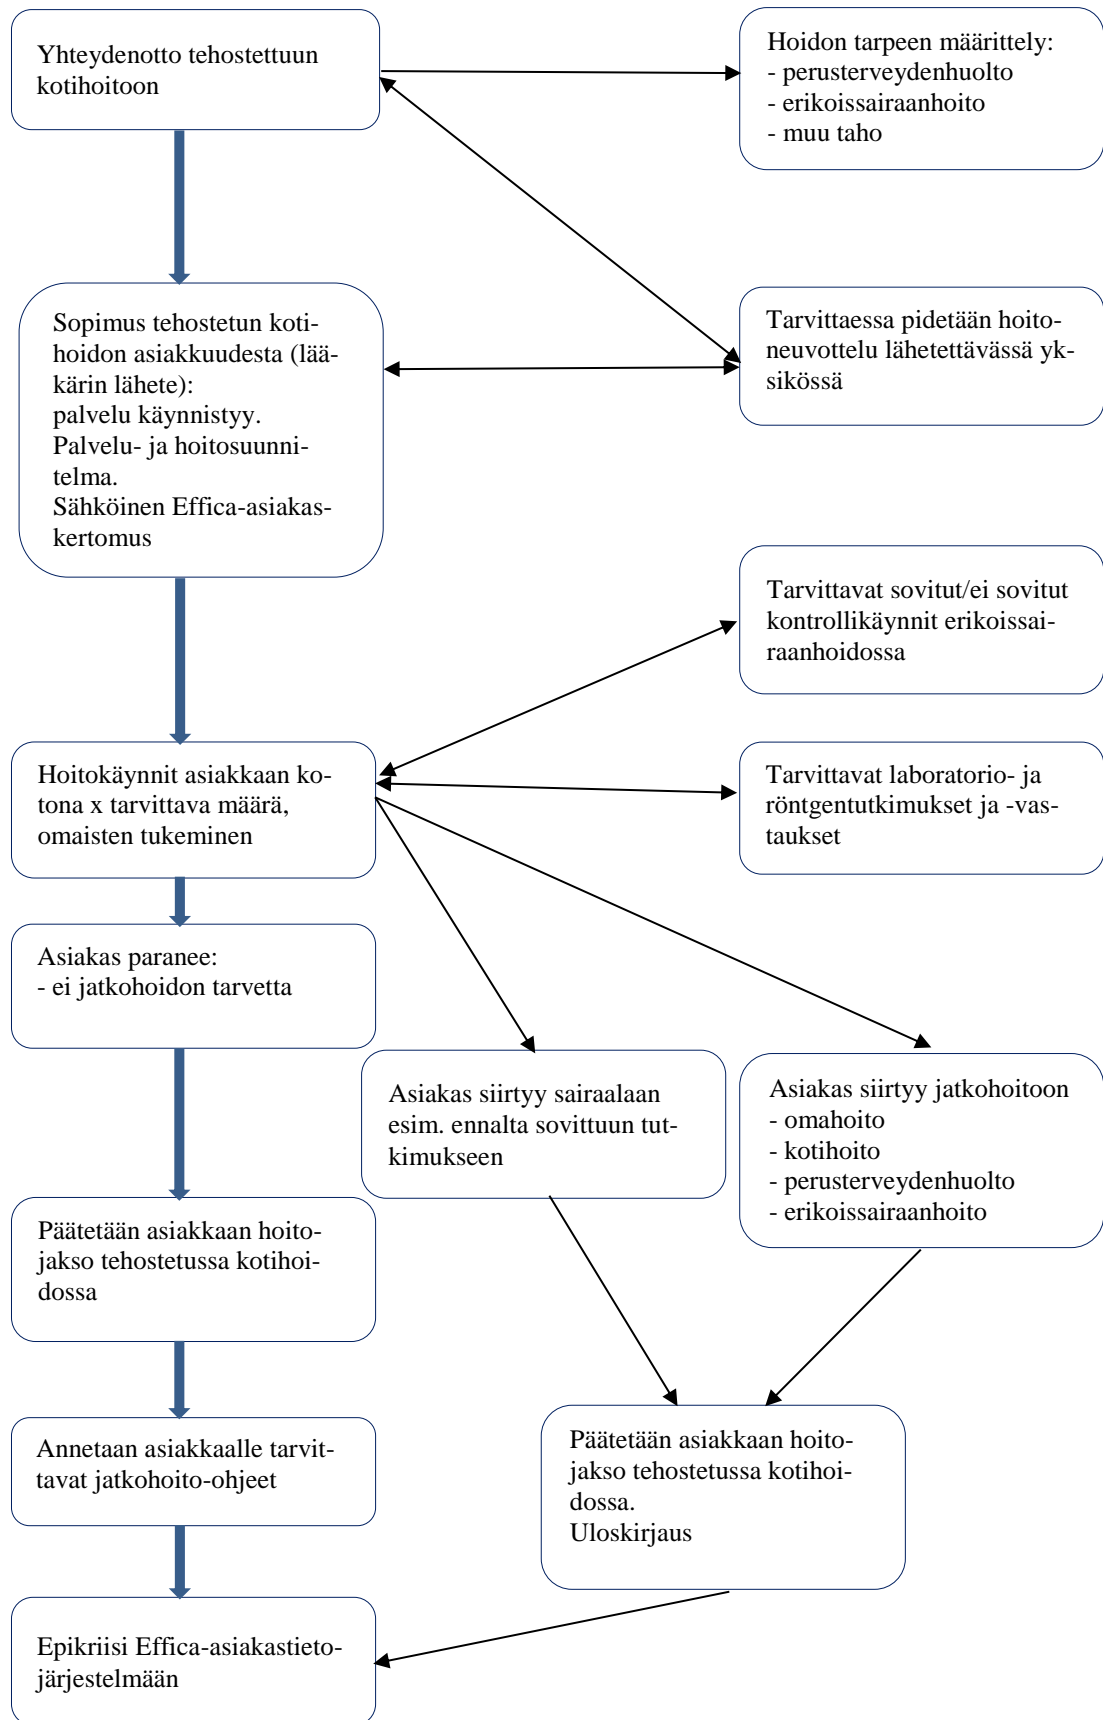 Yhteydenotto tehostettuun
kotihoitoon
Hoidon tarpeen määrittely:
- perusterveydenhuolto
- erikoissairaanhoito
- muu taho
Sopimus tehostetun koti-
hoidon asiakkuudesta (lää-
kärin lähete):
palvelu käynnistyy.
Palvelu- ja hoitosuunni-
telma.
Sähköinen Effica-asiakas-
kertomus
Tarvittaessa pidetään hoito-
neuvottelu lähetettävässä yk-
sikössä
Tarvittavat sovitut/ei sovitut
kontrollikäynnit erikoissai-
raanhoidossa
Hoitokäynnit asiakkaan ko-
tona x tarvittava määrä,
omaisten tukeminen
Tarvittavat laboratorio- ja
röntgentutkimukset ja -vas-
taukset
Asiakas paranee:
- ei jatkohoidon tarvetta
Asiakas siirtyy sairaalaan
esim. ennalta sovittuun tut-
kimukseen
Asiakas siirtyy jatkohoitoon
- omahoito
- kotihoito
- perusterveydenhuolto
- erikoissairaanhoito
Päätetään asiakkaan hoito-
jakso tehostetussa kotihoi-
dossa
Annetaan asiakkaalle tarvit-
tavat jatkohoito-ohjeet
Päätetään asiakkaan hoito-
jakso tehostetussa kotihoi-
dossa.
Uloskirjaus
Epikriisi Effica-asiakastieto-
järjestelmään